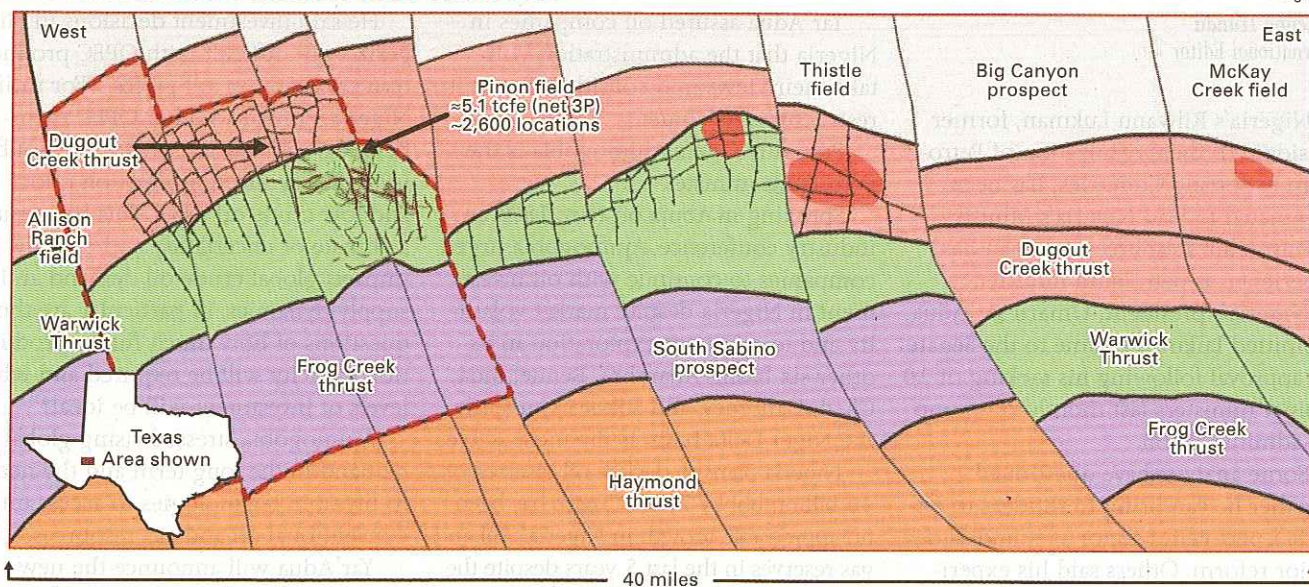 West
East
Dugout
Creek thrust
Allison
Ranch
field
Warwick
Thrust
Pinon field
≈5.1 tcfe (net 3P)
~2,600 locations
Thistle
field
Big Canyon
prospect
McKay
Creek field
Dugout
Creek thrust
Warwick
Thrust
Frog Creek
thrust
South Sabino
prospect
Frog Creek
thrust
Haymond
thrust
Texas
Area shown
40 miles